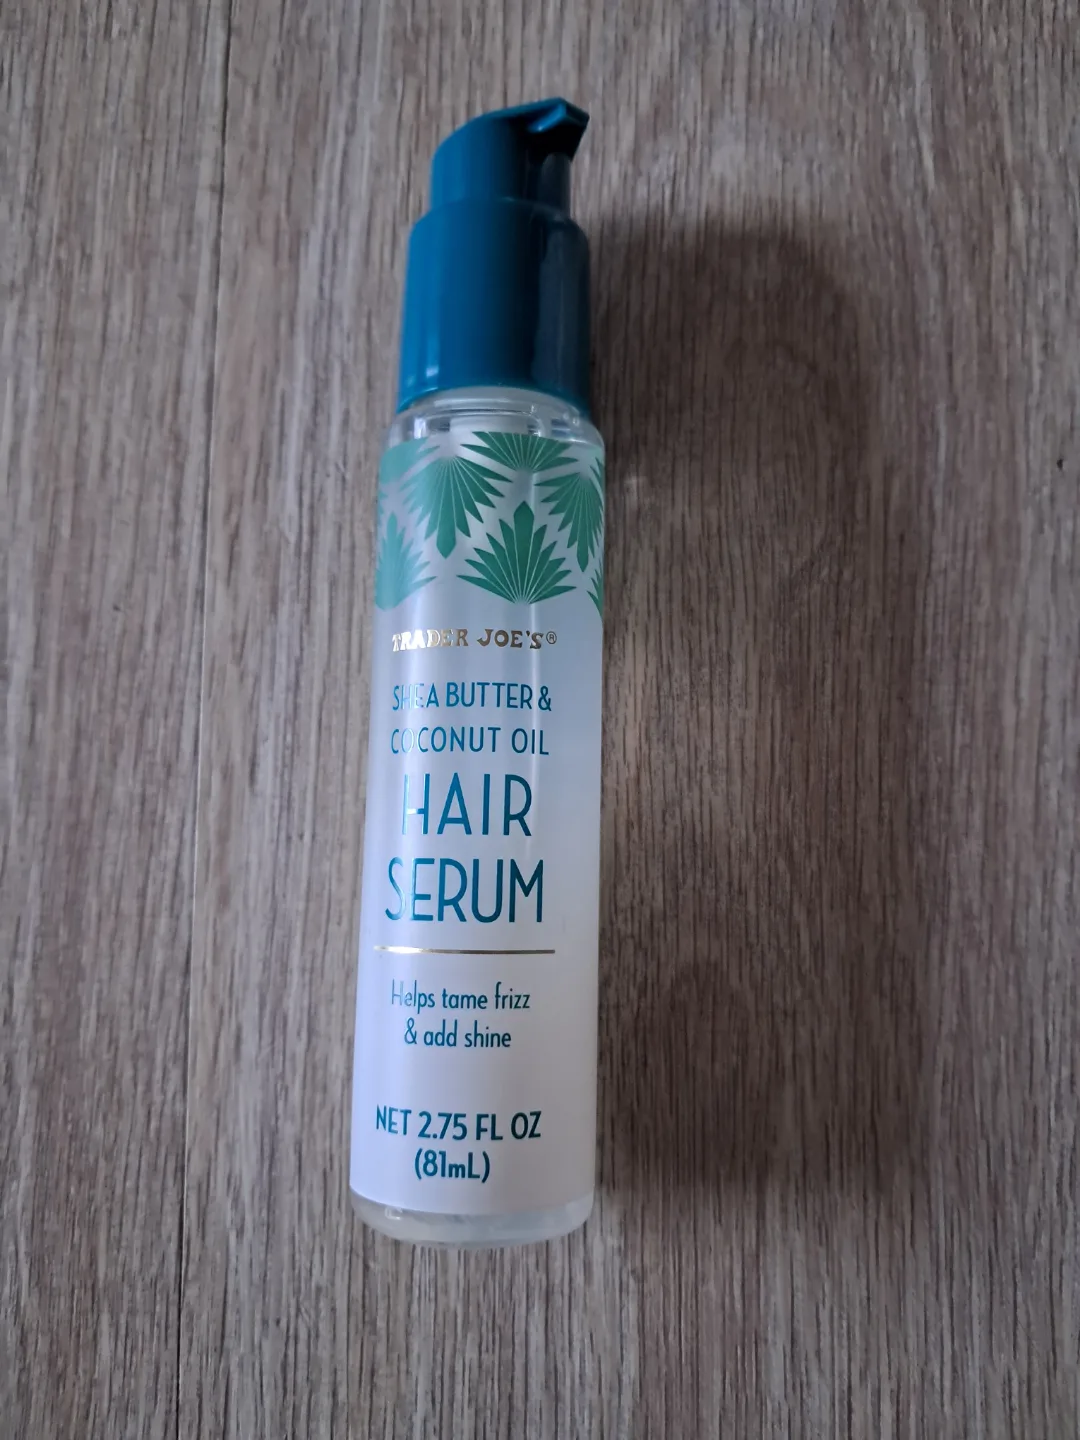 TRADER JOE'S®
SHEA BUTTER &
COCONUT OIL
HAIR
SERUM
Helps tame frizz
& add shine
NET 2.75 FL OZ
(81mL)